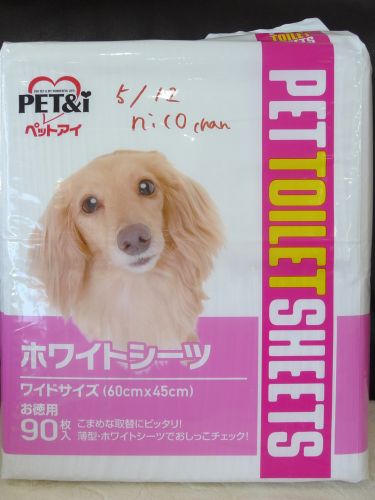 PET&i
ペットアイ
5/12
nico chan
PET TOILET SHEETS
ホワイトシーツ
ワイドサイズ(60cm×45cm)
お徳用
90枚入
こまめな取替にピッタリ!
薄型・ホワイトシーツでおしっこチェック!